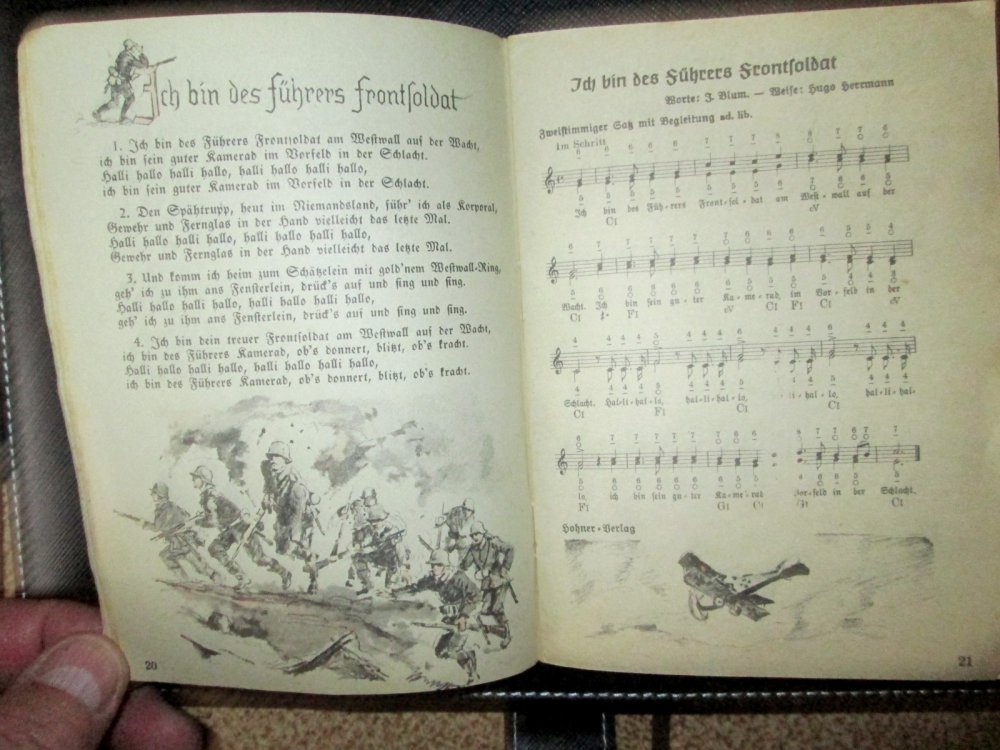 Ich bin des Führers Frontsoldat
1. Ich bin des Führers Frontsoldat am Westwall auf der Wacht,
ich bin sein guter Kamerad im Vorfeld in der Schlacht.
Halli hallo halli hallo, halli hallo halli hallo,
ich bin sein guter Kamerad im Vorfeld in der Schlacht.
2. Den Spähtrupp, heut im Niemandsland, führ' ich als Korporal,
Gewehr und Fernglas in der Hand vielleicht das letzte Mal.
Halli hallo halli hallo, halli hallo halli hallo,
Gewehr und Fernglas in der Hand vielleicht das letzte Mal.
3. Und komm ich heim zum Schätzelein mit gold'nem Westwall-Ring,
geh' ich zu ihm ans Fensterlein, drück's auf und sing und sing.
Halli hallo halli hallo, halli hallo halli hallo,
geh' ich zu ihm ans Fensterlein, drück's auf und sing und sing.
4. Ich bin dein treuer Frontsoldat am Westwall auf der Wacht,
ich bin des Führers Kamerad, ob's donnert, blitzt, ob's kracht.
Halli hallo halli hallo, halli hallo halli hallo,
ich bin des Führers Kamerad, ob's donnert, blitzt, ob's kracht.
20
Ich bin des Führers Frontsoldat
Worte: J. Blum. — Weise: Hugo Herrmann
Zweistimmiger Satz mit Begleitung ad. lib.
Im Schritt
Ich bin des Füh-rers Front-sol-dat am West-wall auf der
Wacht. Ich bin sein gu-ter Ka-me-rad, im Vor-feld in der
Schlacht. Hal-li-hal-lo, hal-li-hal-lo, hal-lo, hal-li-hal-
lo, ich bin sein gu-ter Ka-me-rad Vor-feld in der Schlacht.
Hohner-Verlag
21